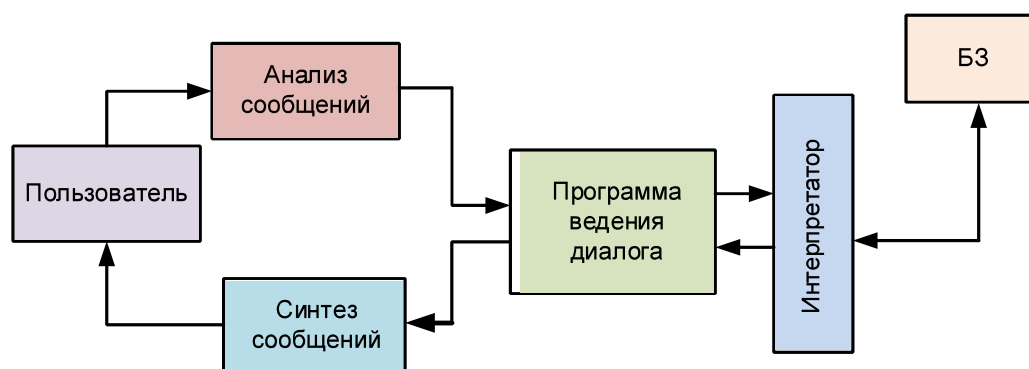 Анализ
сообщений
БЗ
Пользователь
Программа
ведения
диалога
Интерпретатор
Синтез
сообщений